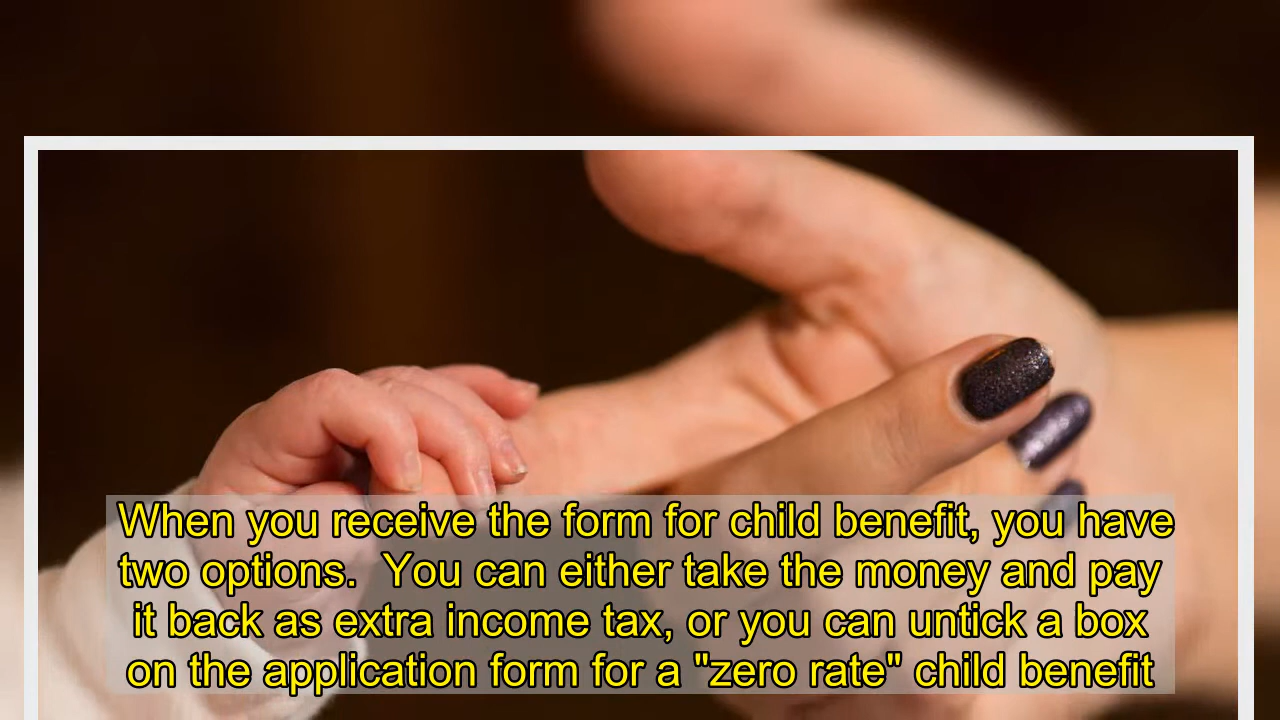 When you receive the form for child benefit, you have
two options.  You can either take the money and pay
it back as extra income tax, or you can untick a box
on the application form for a "zero rate" child benefit